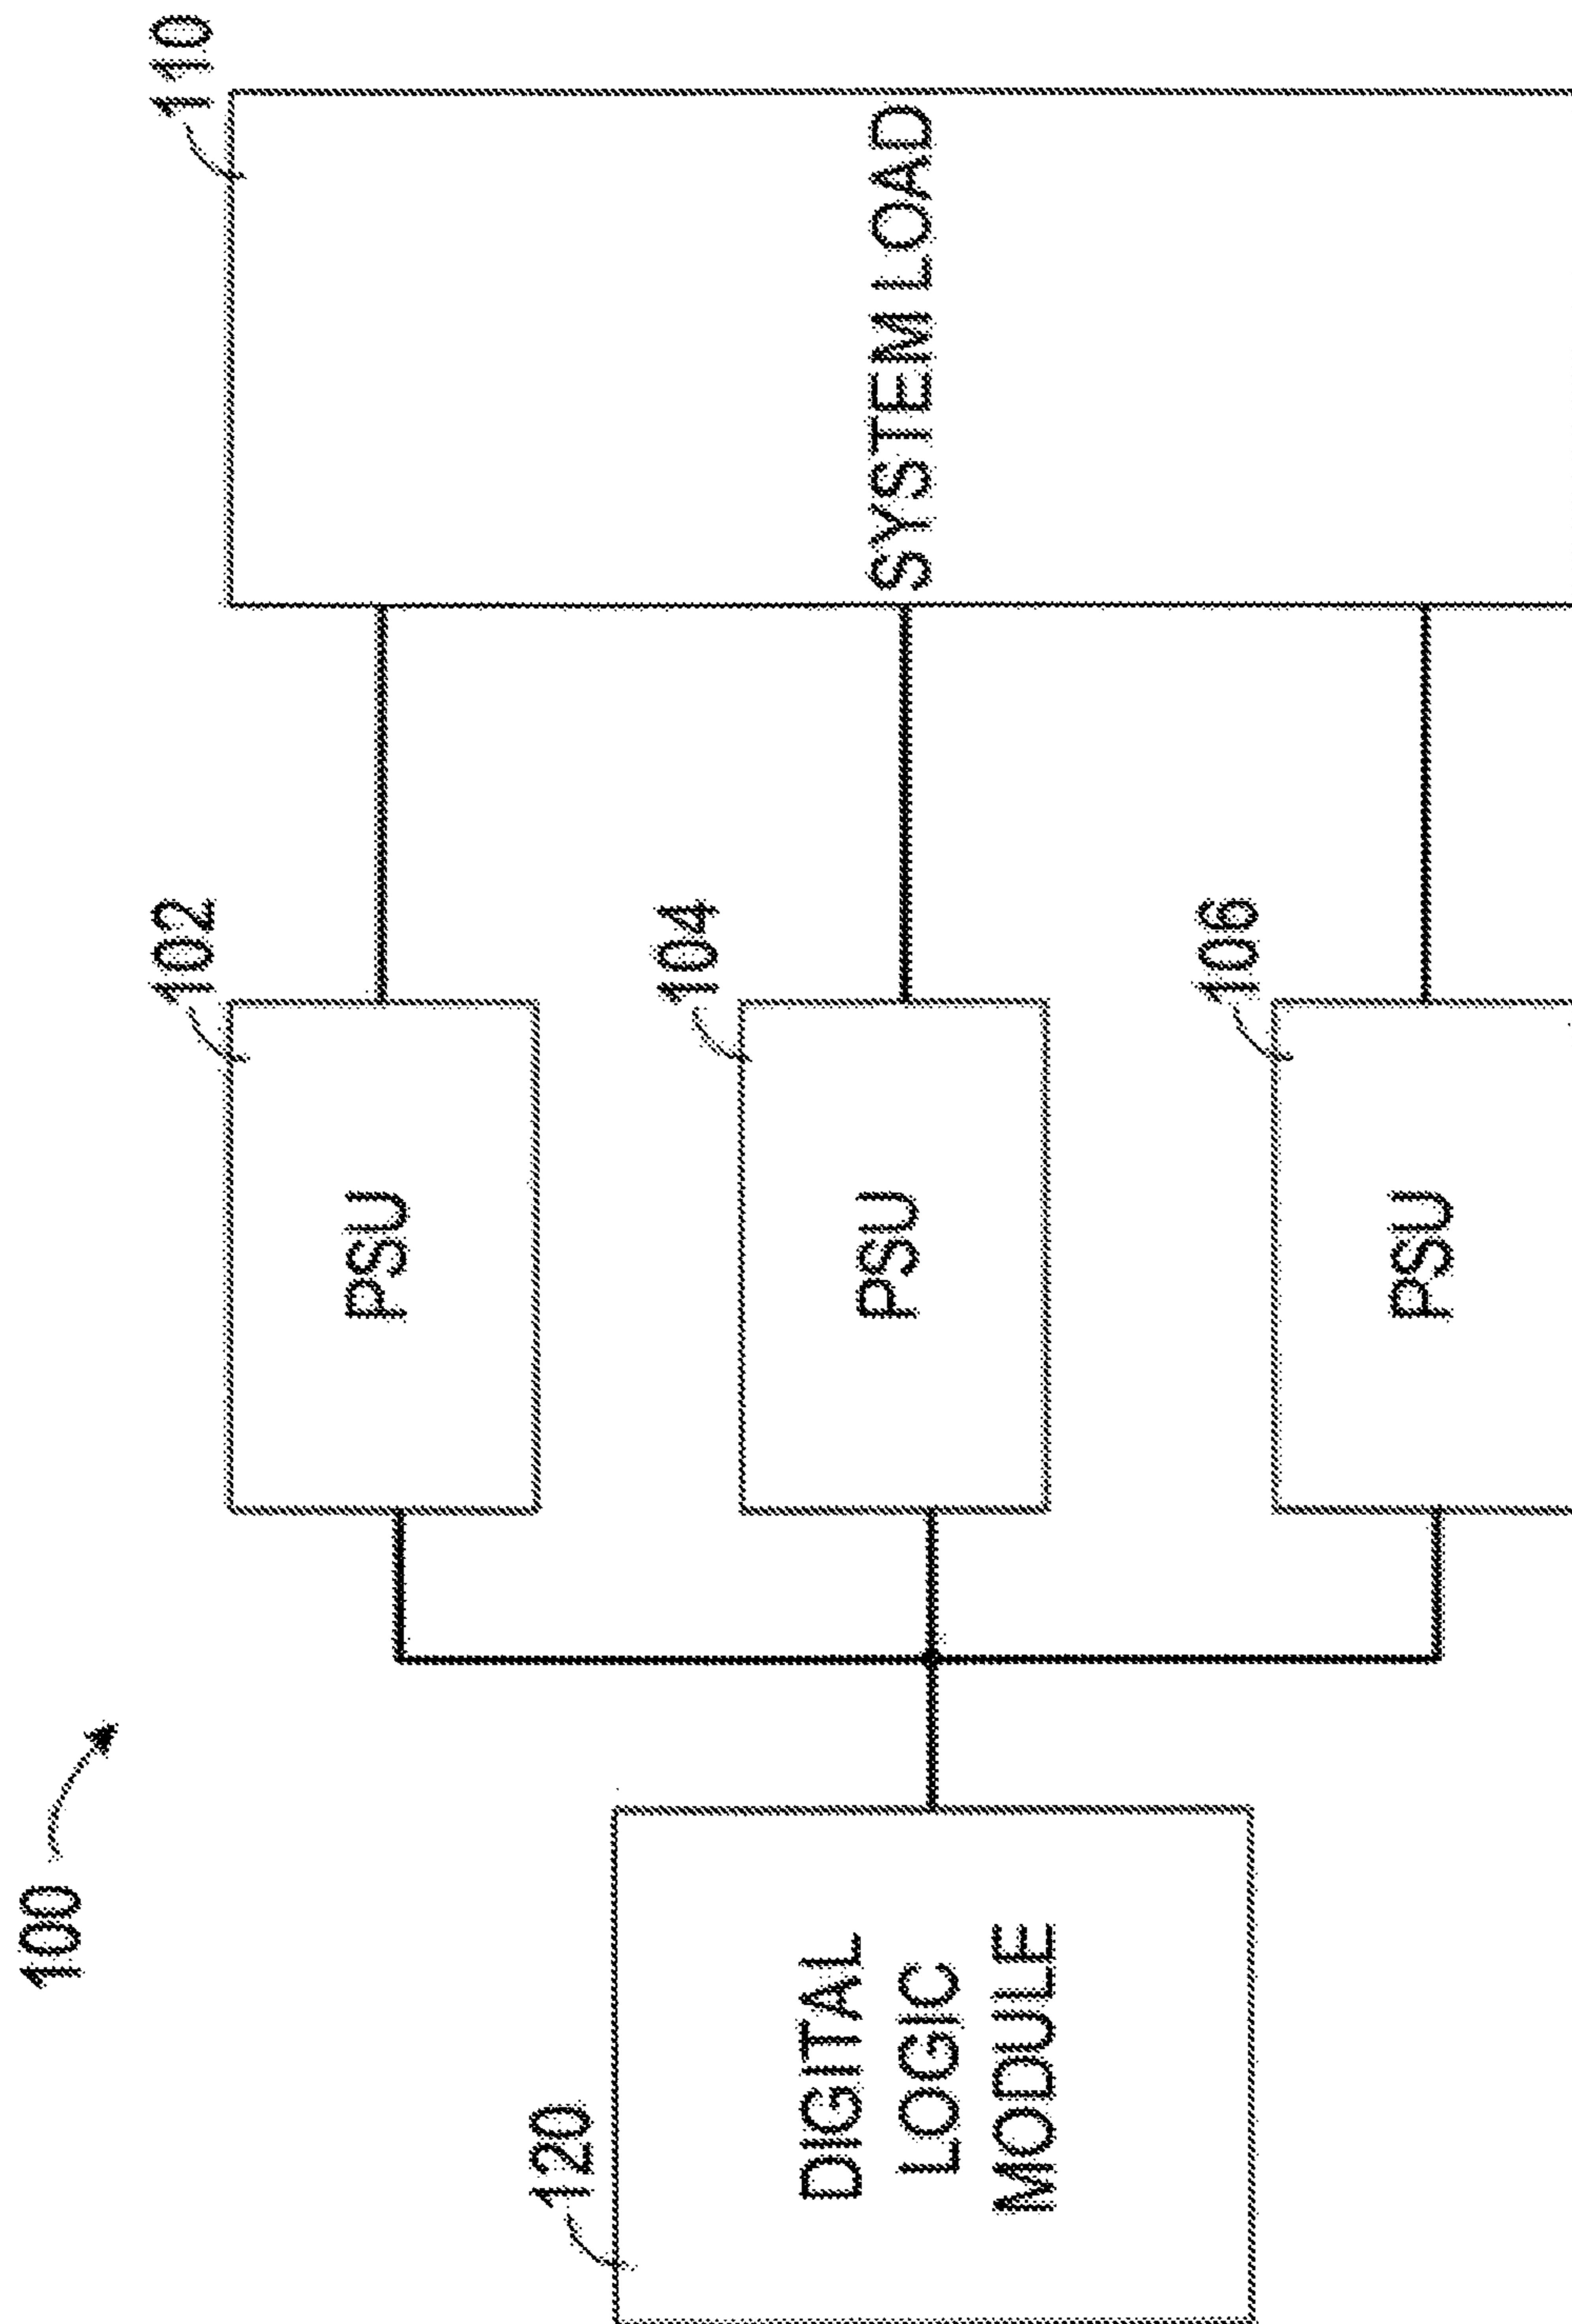 100
120
DIGITAL
LOGIC
MODULE
102
PSU
104
PSU
106
PSU
110
SYSTEM LOAD